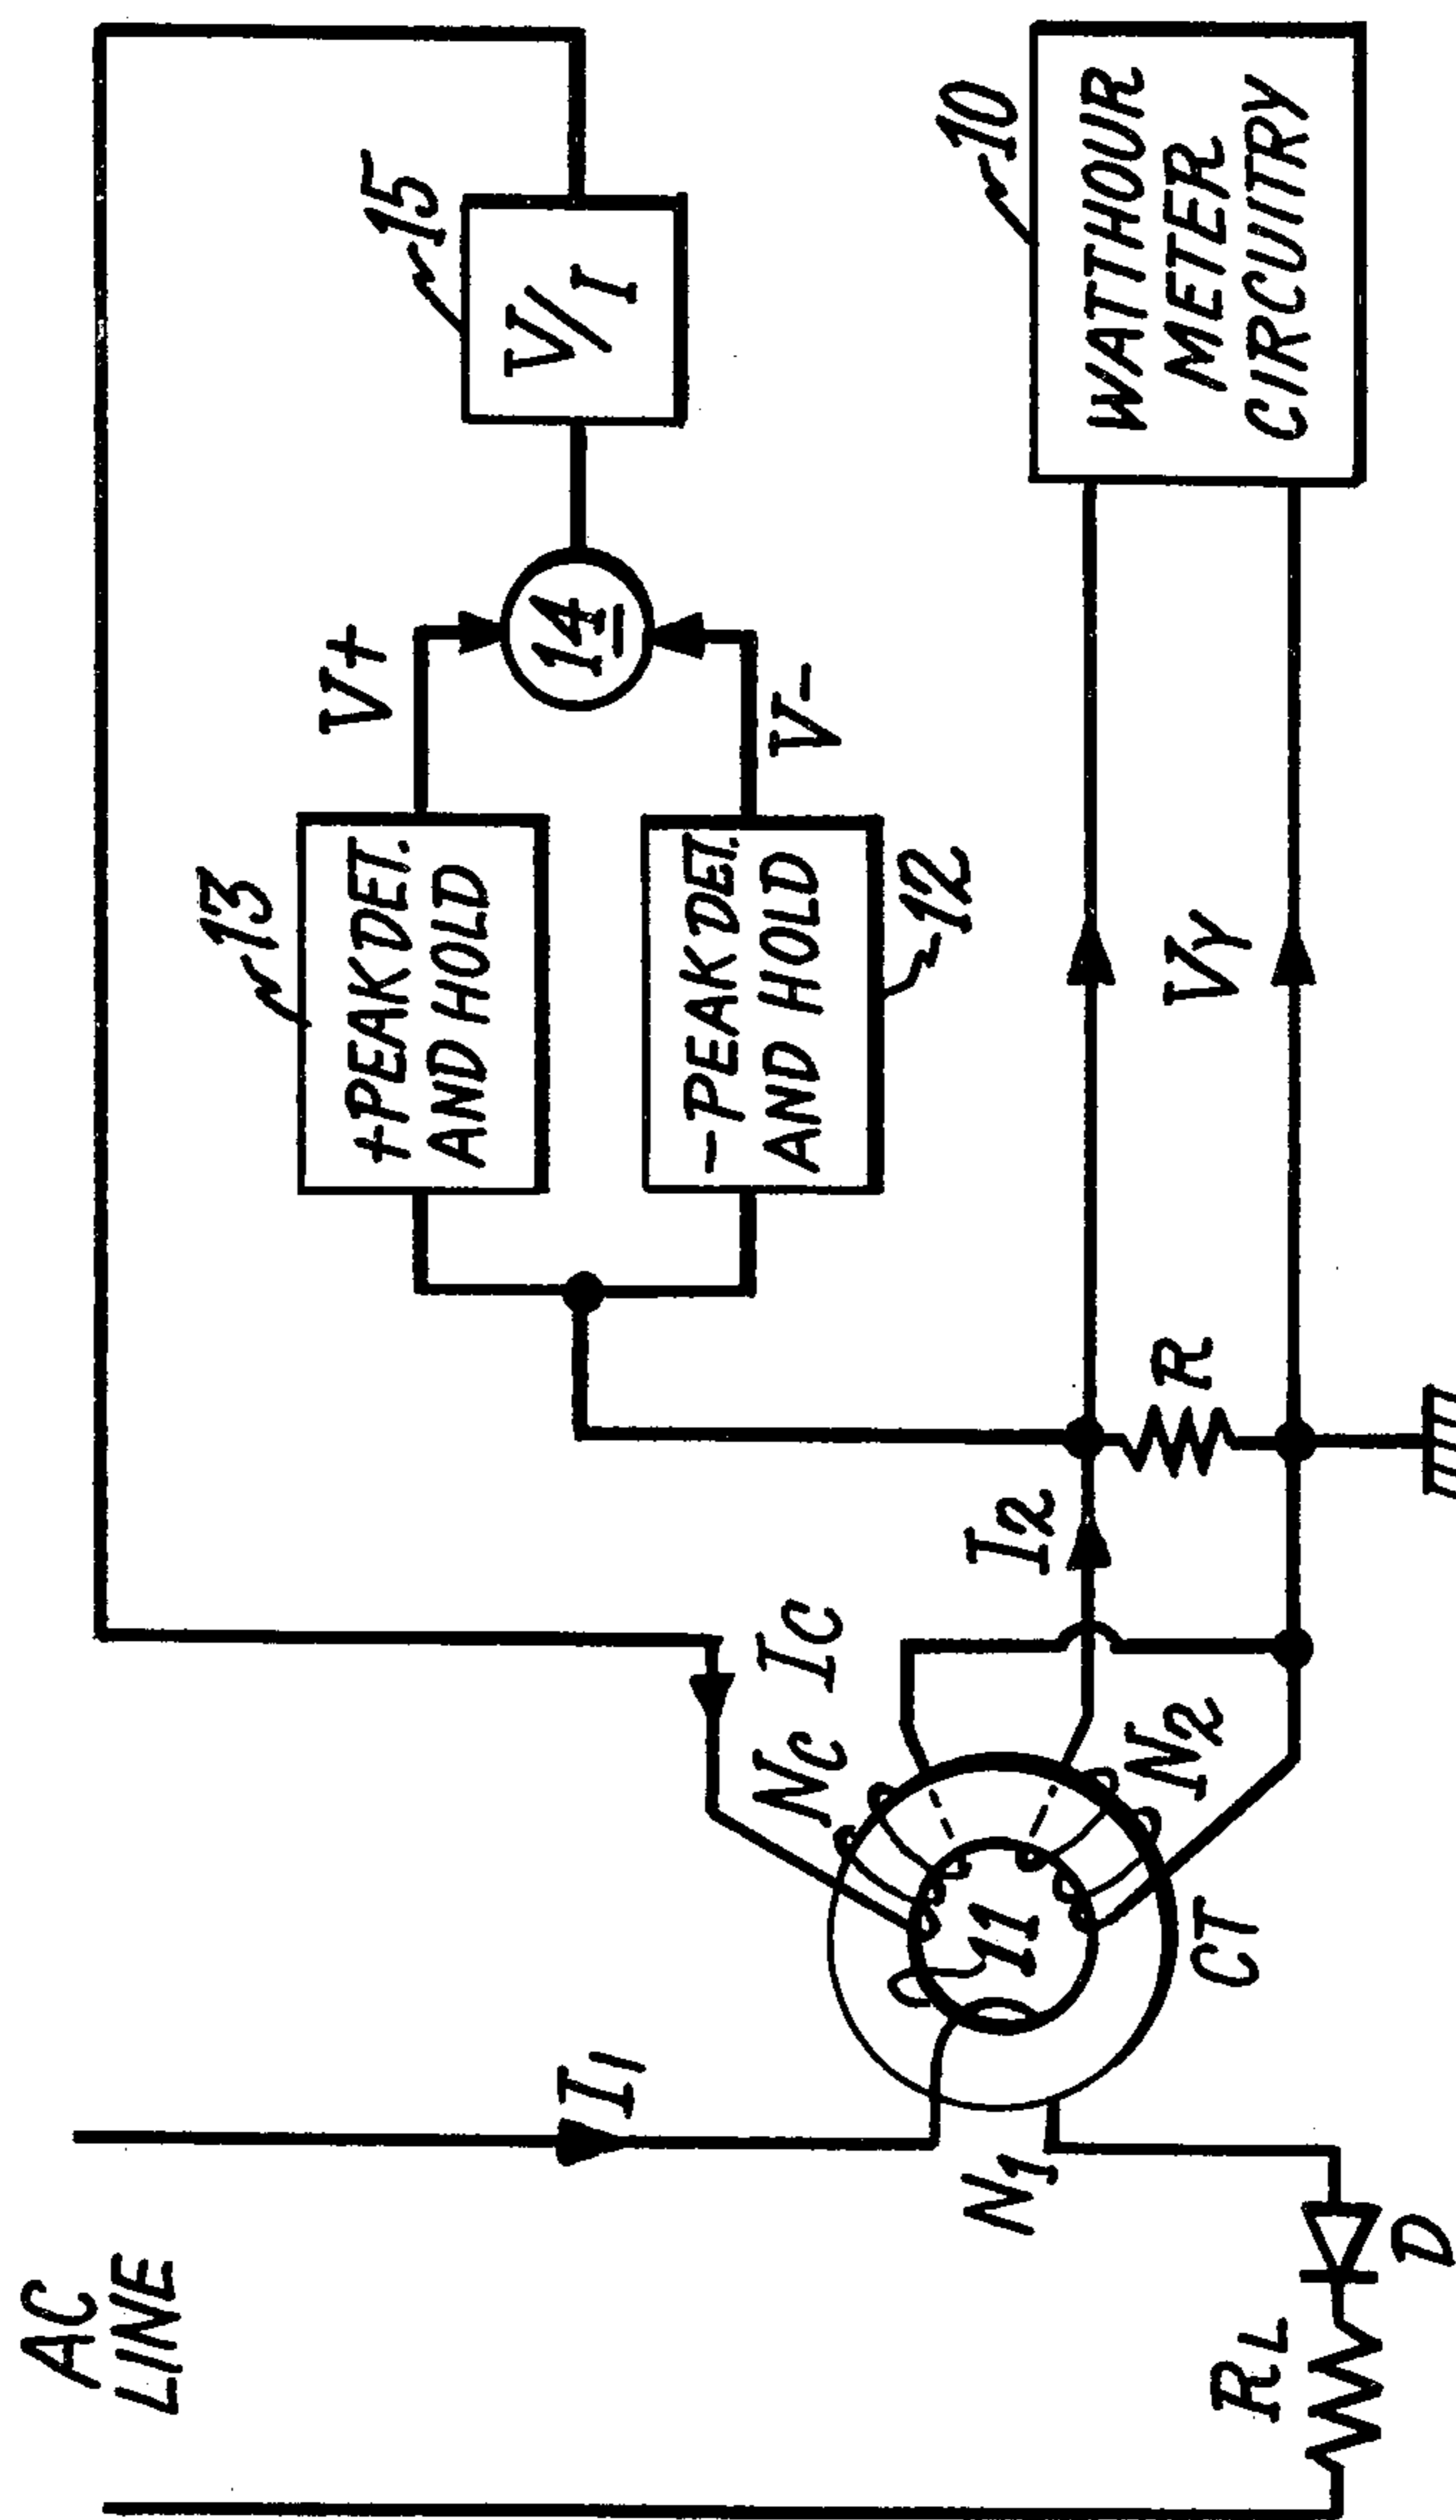 AC
LINE
I1
N1
RL
D
11
CT
NC
IC
N2
I2
R
13
+PEAK DET.
AND HOLD
-PEAK DET.
AND HOLD
12
V+
V-
14
15
V/I
VY
10
WATTHOUR
METER
CIRCUITRY